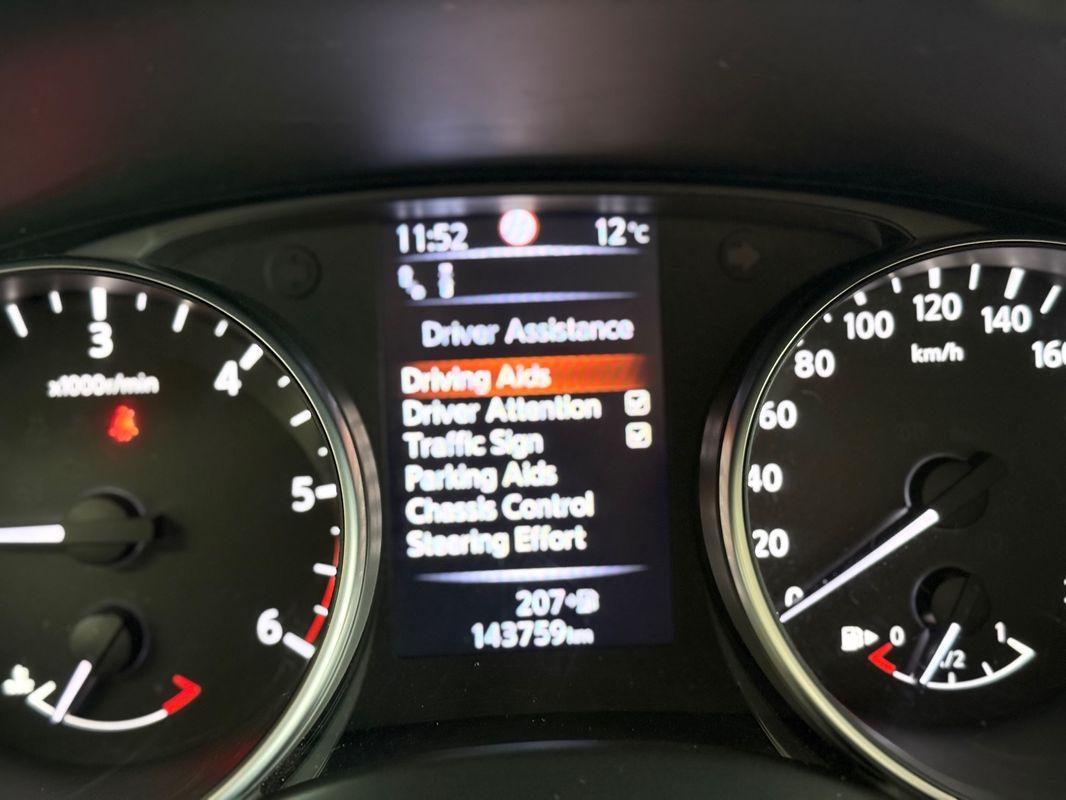 11:52
12°C
Driver Assistance
Driving Aids
Driver Attention
Traffic Sign
Parking Aids
Chassis Control
Steering Effort
207
143759km
3
4
5
6
x1000r/min
0
20
40
60
80
100
120
140
160
km/h
0
1/2
1